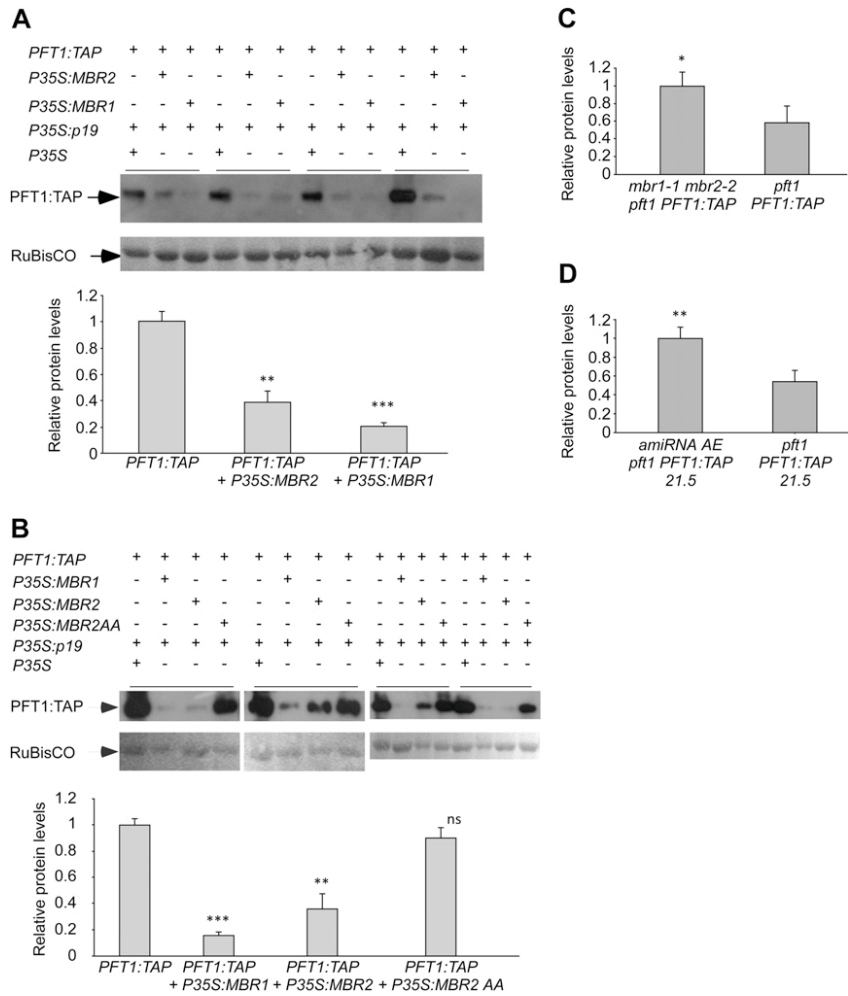 A
PFT1:TAP + + + + + + + + + + + +
P35S:MBR2 - + - - + - - + - - + -
P35S:MBR1 - - + - - + - - + - - +
P35S:p19 + + + + + + + + + + + +
P35S + - - + - - + - - + - -
PFT1:TAP
RuBisCO
Relative protein levels
1.2
1
0.8
0.6
0.4
0.2
0
**
***
PFT1:TAP
PFT1:TAP
+ P35S:MBR2
PFT1:TAP
+ P35S:MBR1
B
PFT1:TAP + + + + + + + + + + + + + + + +
P35S:MBR1 - + - - - + - - - + - - - + - -
P35S:MBR2 - - + - - - + - - - + - - - + -
P35S:MBR2AA - - - + - - - + - - - + - - - +
P35S:p19 + + + + + + + + + + + + + + + +
P35S + - - - + - - - + - - - + - - -
PFT1:TAP
RuBisCO
Relative protein levels
1.2
1
0.8
0.6
0.4
0.2
0
***
**
ns
PFT1:TAP
PFT1:TAP
+ P35S:MBR1
PFT1:TAP
+ P35S:MBR2
PFT1:TAP
+ P35S:MBR2 AA
C
Relative protein levels
1.2
1
0.8
0.6
0.4
0.2
0
*
mbr1-1 mbr2-2
pft1 PFT1:TAP
pft1
PFT1:TAP
D
Relative protein levels
1.2
1
0.8
0.6
0.4
0.2
0
**
amiRNA AE
pft1 PFT1:TAP
21.5
pft1
PFT1:TAP
21.5